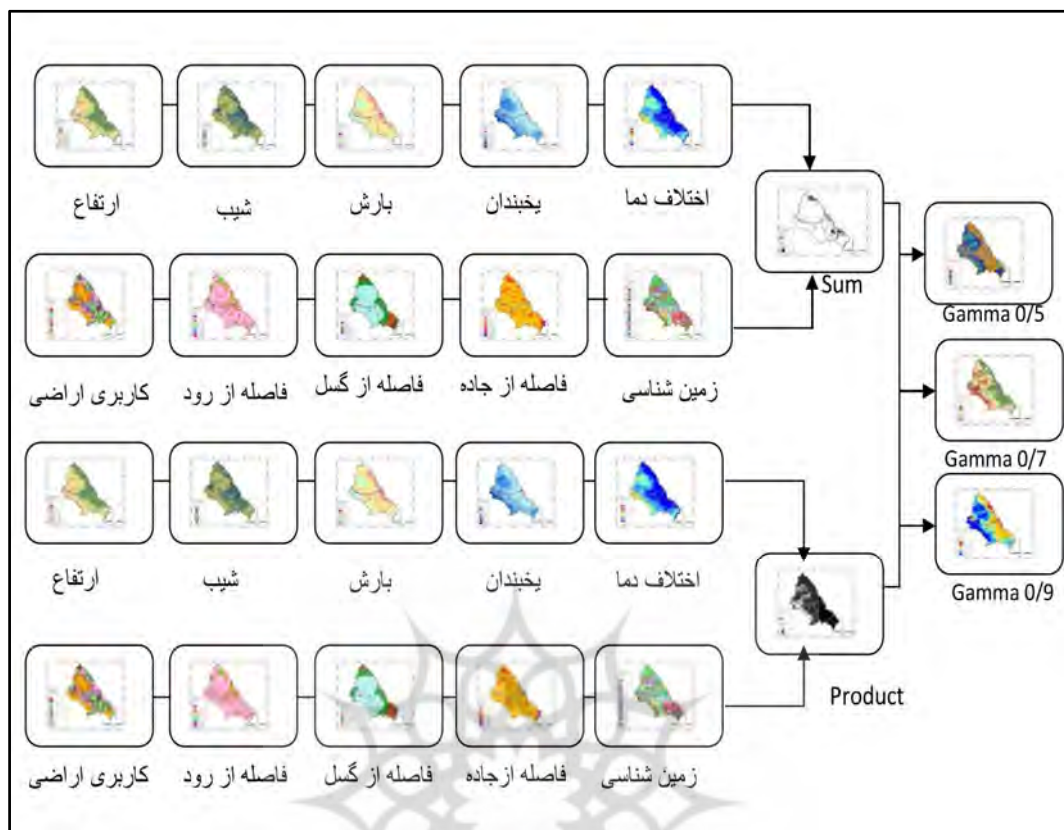 ارتفاع
شیب
بارش
یخبندان
اختلاف دما
Sum
Gamma 0/5
کاربری اراضی
فاصله از رود
فاصله از گسل
فاصله از جاده
زمین شناسی
Gamma 0/7
ارتفاع
شیب
بارش
یخبندان
اختلاف دما
Gamma 0/9
Product
کاربری اراضی
فاصله از رود
فاصله از گسل
فاصله ازجاده
زمین شناسی